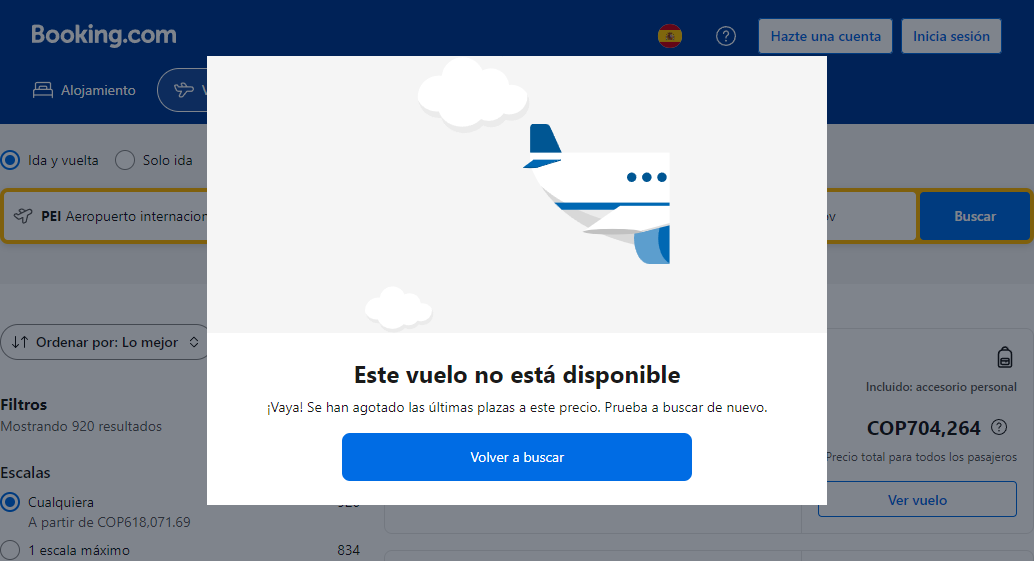 Booking.com
Hazte una cuenta
Inicia sesión
Alojamiento
Ida y vuelta
Solo ida
PEI Aeropuerto
Buscar
Este vuelo no está disponible
¡Vaya! Se han agotado las últimas plazas a este precio. Prueba a buscar de nuevo.
Volver a buscar
Ordenar por: Lo mejor
Filtros
Mostrando 920 resultados
Escalas
Cualquiera
A partir de COP618,071.69
1 escala máximo
834
Incluido: accesorio personal
COP704,264
Precio total para todos los pasajeros
Ver vuelo